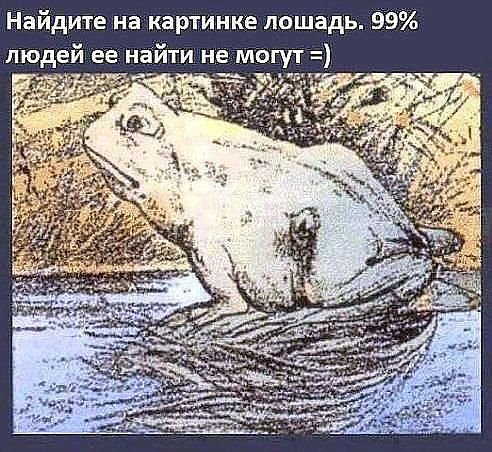 Найдите на картинке лошадь. 99%
людей ее найти не могут =)